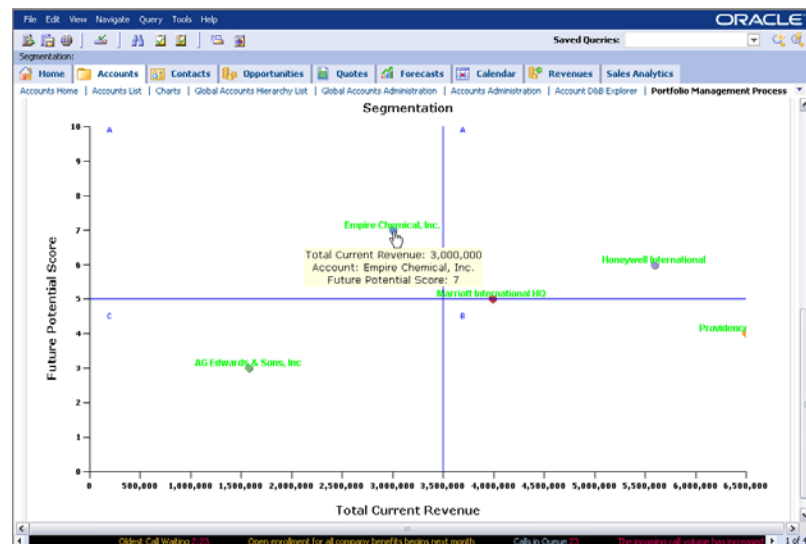 File Edit View Navigate Query Tools Help
ORACLE
Saved Queries:
Segmentation:
Home Accounts Contacts Opportunities Quotes Forecasts Calendar Revenues Sales Analytics
Accounts Home | Accounts List | Charts | Global Accounts Hierarchy List | Global Accounts Administration | Accounts Administration | Account D&B Explorer | Portfolio Management Process
Segmentation
10
A A
9
8
7
Empire Chemical, Inc.
Total Current Revenue: 3,000,000
Account: Empire Chemical, Inc.
Future Potential Score: 7
Honeywell International
6
Marriott International HQ
5
C B
Providence
4
AG Edwards & Sons, Inc
3
2
1
0
Future Potential Score
0 500,000 1,000,000 1,500,000 2,000,000 2,500,000 3,000,000 3,500,000 4,000,000 4,500,000 5,000,000 5,500,000 6,000,000 6,500,000
Total Current Revenue
Oldest Call Waiting 7:23 Open enrollment for all company benefits begins next month Calls in Queue 23 The incoming call volume has increased 1 of